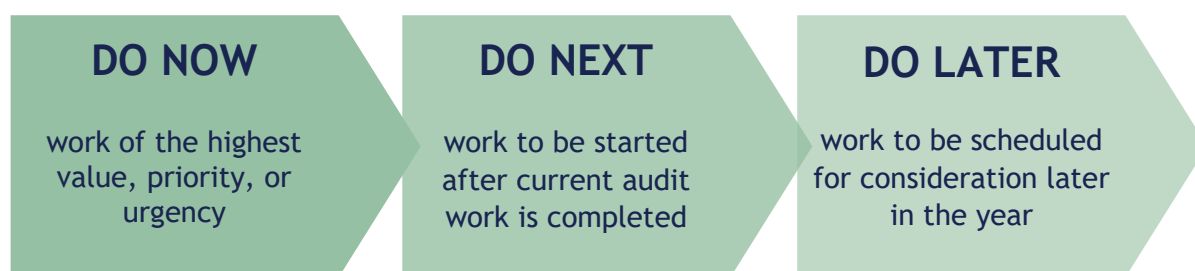 DO NOW
work of the highest
value, priority, or
urgency
DO NEXT
work to be started
after current audit
work is completed
DO LATER
work to be scheduled
for consideration later
in the year